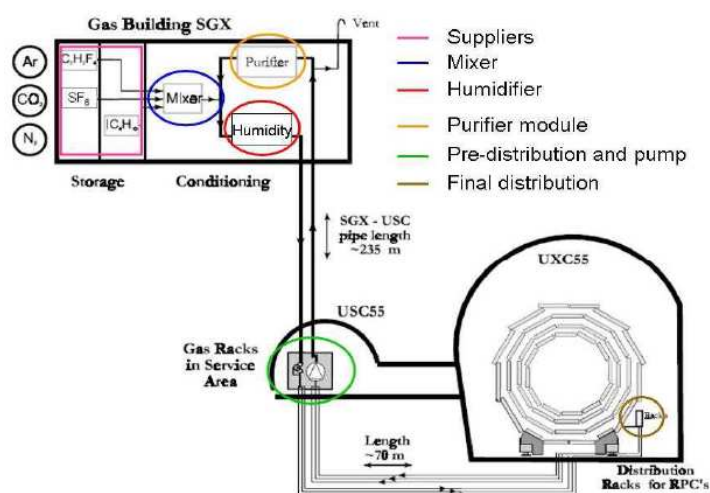 Gas Building SGX
Vent
Ar
CO₂
N₂
C₂H₂F₄
SF₆
iC₄H₁₀
Mixer
Purifier
Humidity
Storage
Conditioning
Suppliers
Mixer
Humidifier
Purifier module
Pre-distribution and pump
Final distribution
SGX - USC
pipe length
~235 m
UXC55
USC55
Gas Racks
in Service
Area
Length
~70 m
Racks
Distribution
Racks for RPC's